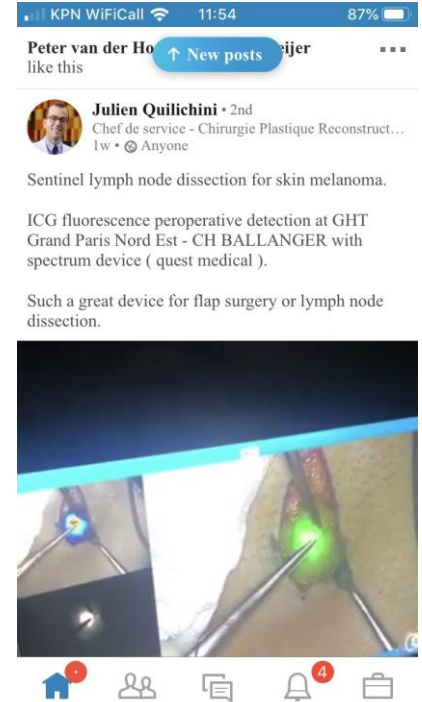 KPN WiFiCall 11:54 87%
Peter van der Ho
↑ New posts
eijer
like this
Julien Quilichini • 2nd
Chef de service - Chirurgie Plastique Reconstruct...
1w • Anyone
Sentinel lymph node dissection for skin melanoma.
ICG fluorescence peroperative detection at GHT
Grand Paris Nord Est - CH BALLANGER with
spectrum device ( quest medical ).
Such a great device for flap surgery or lymph node
dissection.
4